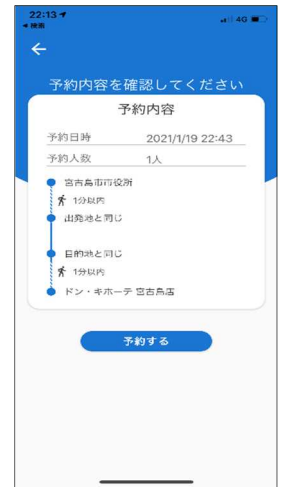 22:13
4G
◀ 検索
予約内容を確認してください
予約内容
予約日時 2021/1/19 22:43
予約人数 1人
宮古島市市役所
1分以内
出発地と同じ
目的地と同じ
1分以内
ドン・キホーテ 宮古島店
予約する